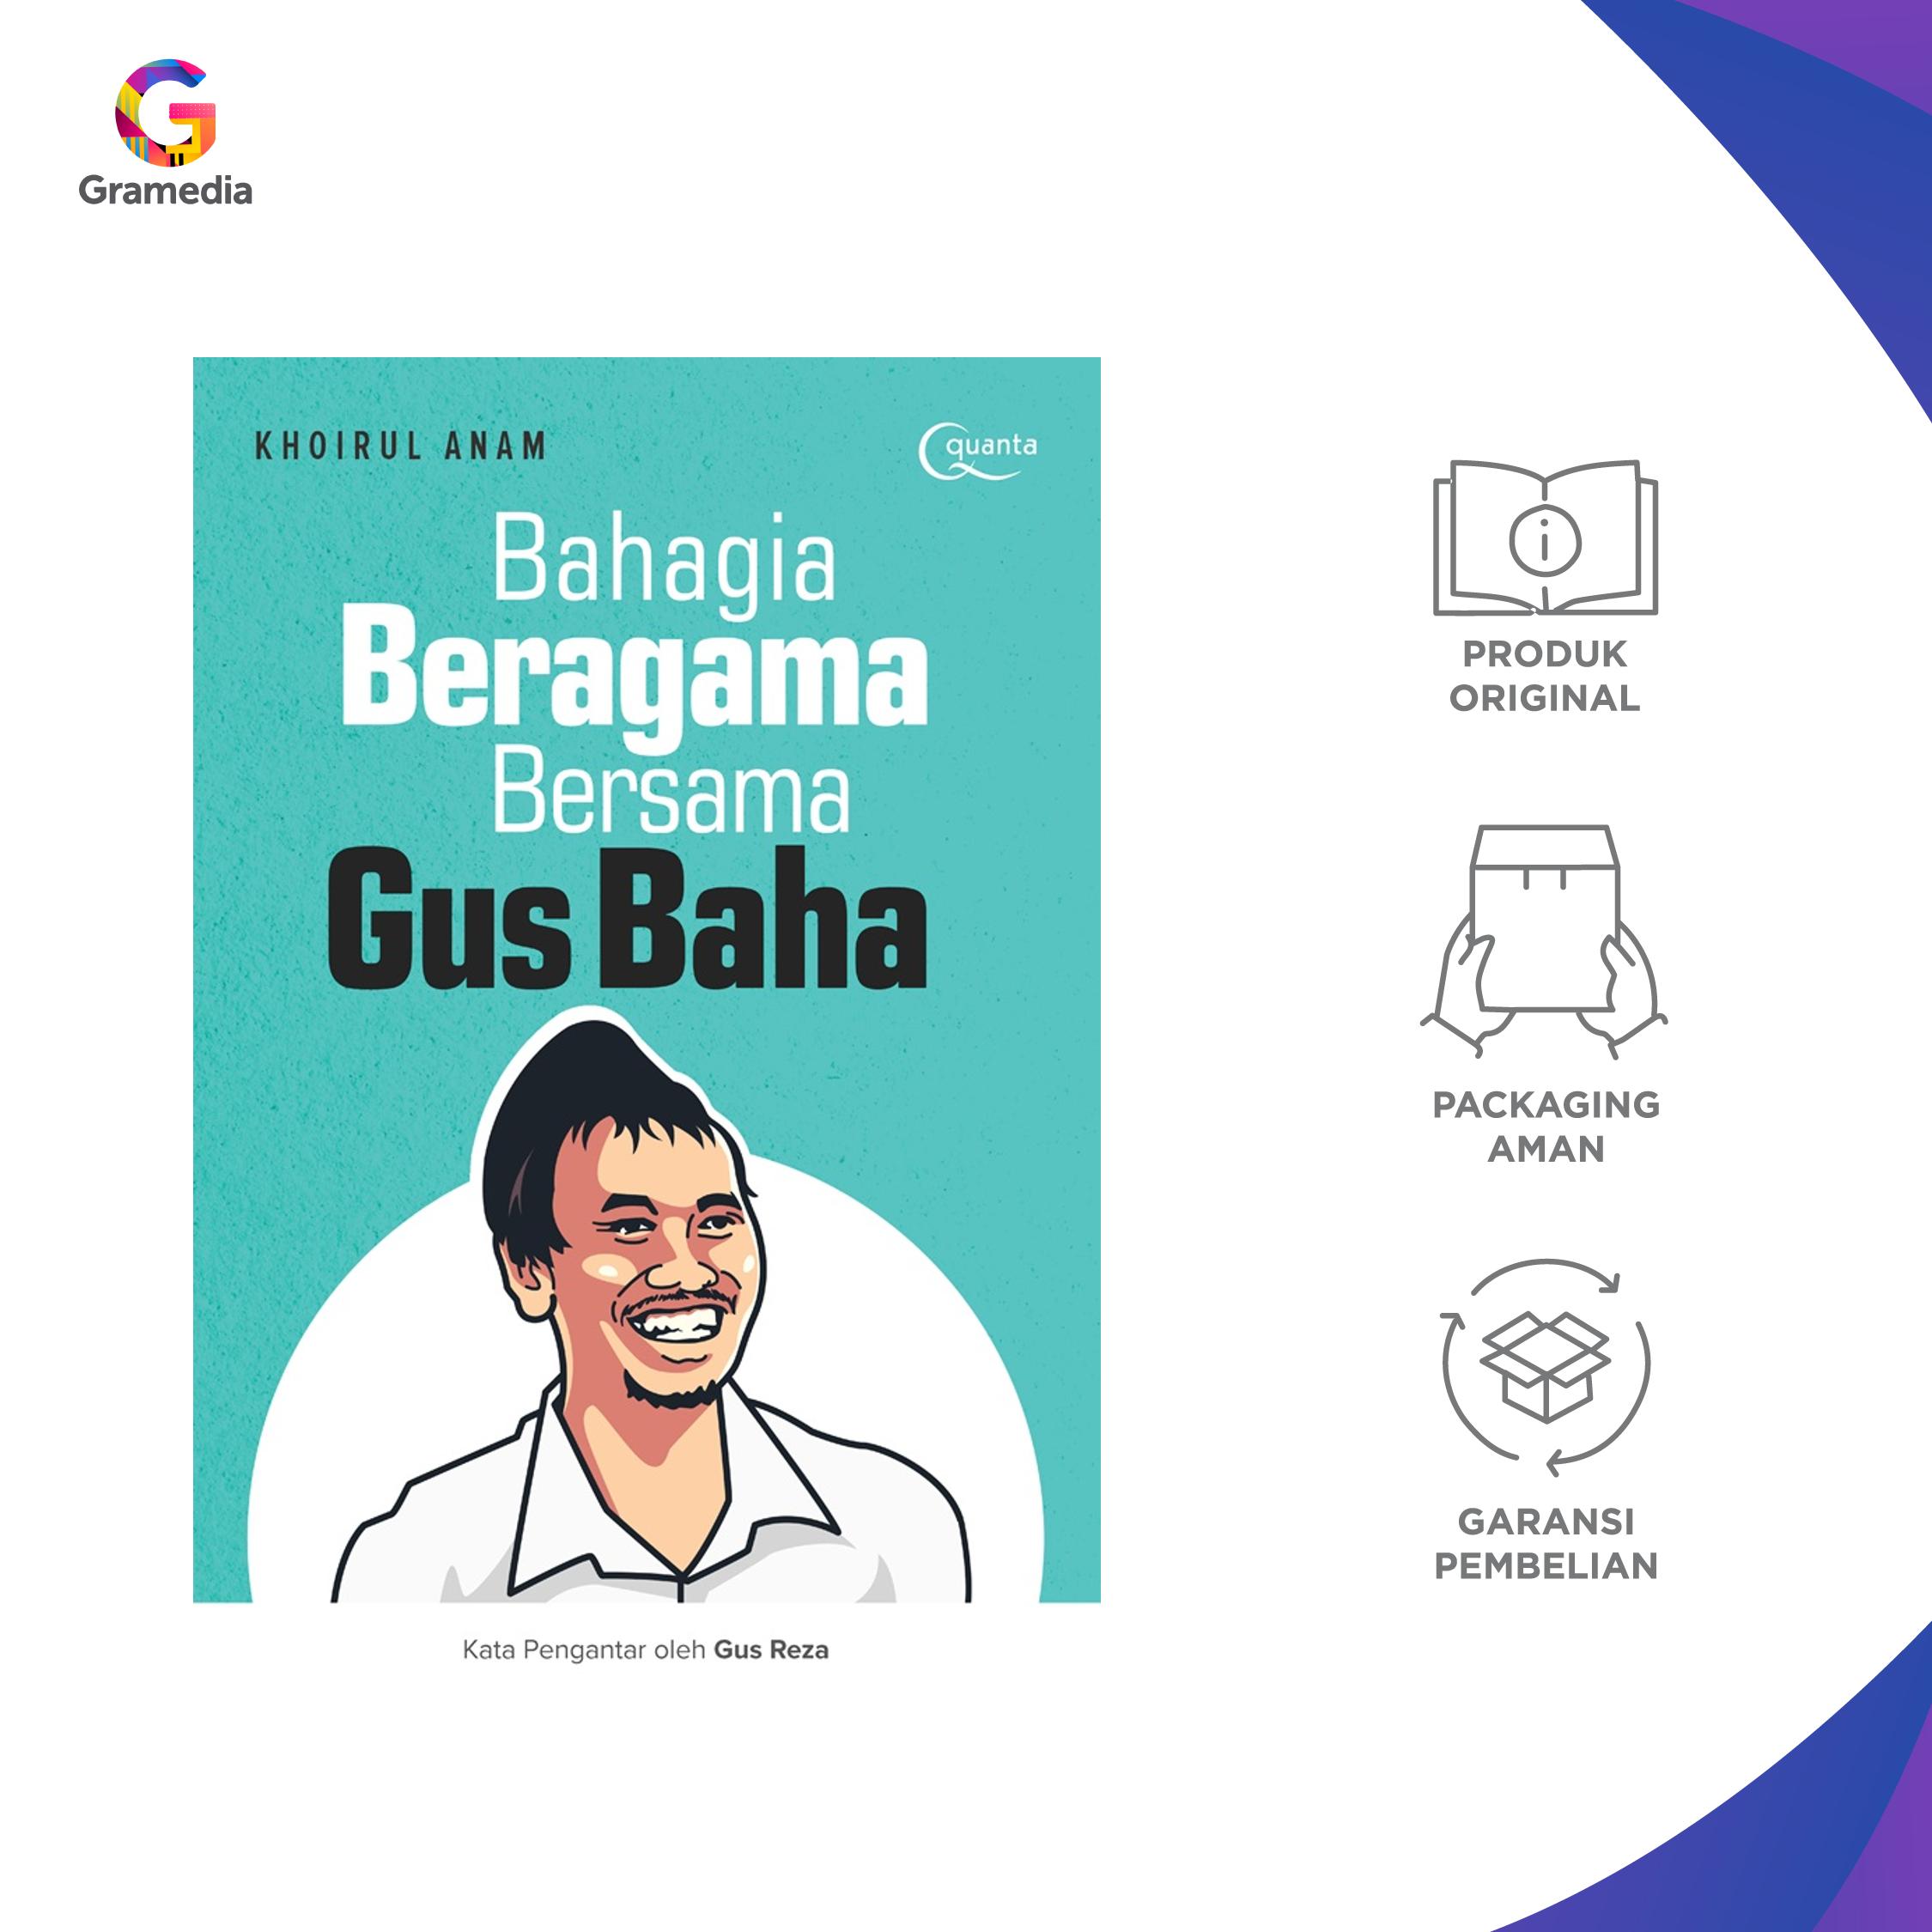 Gramedia
KHOIRUL ANAM
quanta
Bahagia
Beragama
Bersama
Gus Baha
Kata Pengantar oleh Gus Reza
PRODUK
ORIGINAL
PACKAGING
AMAN
GARANSI
PEMBELIAN